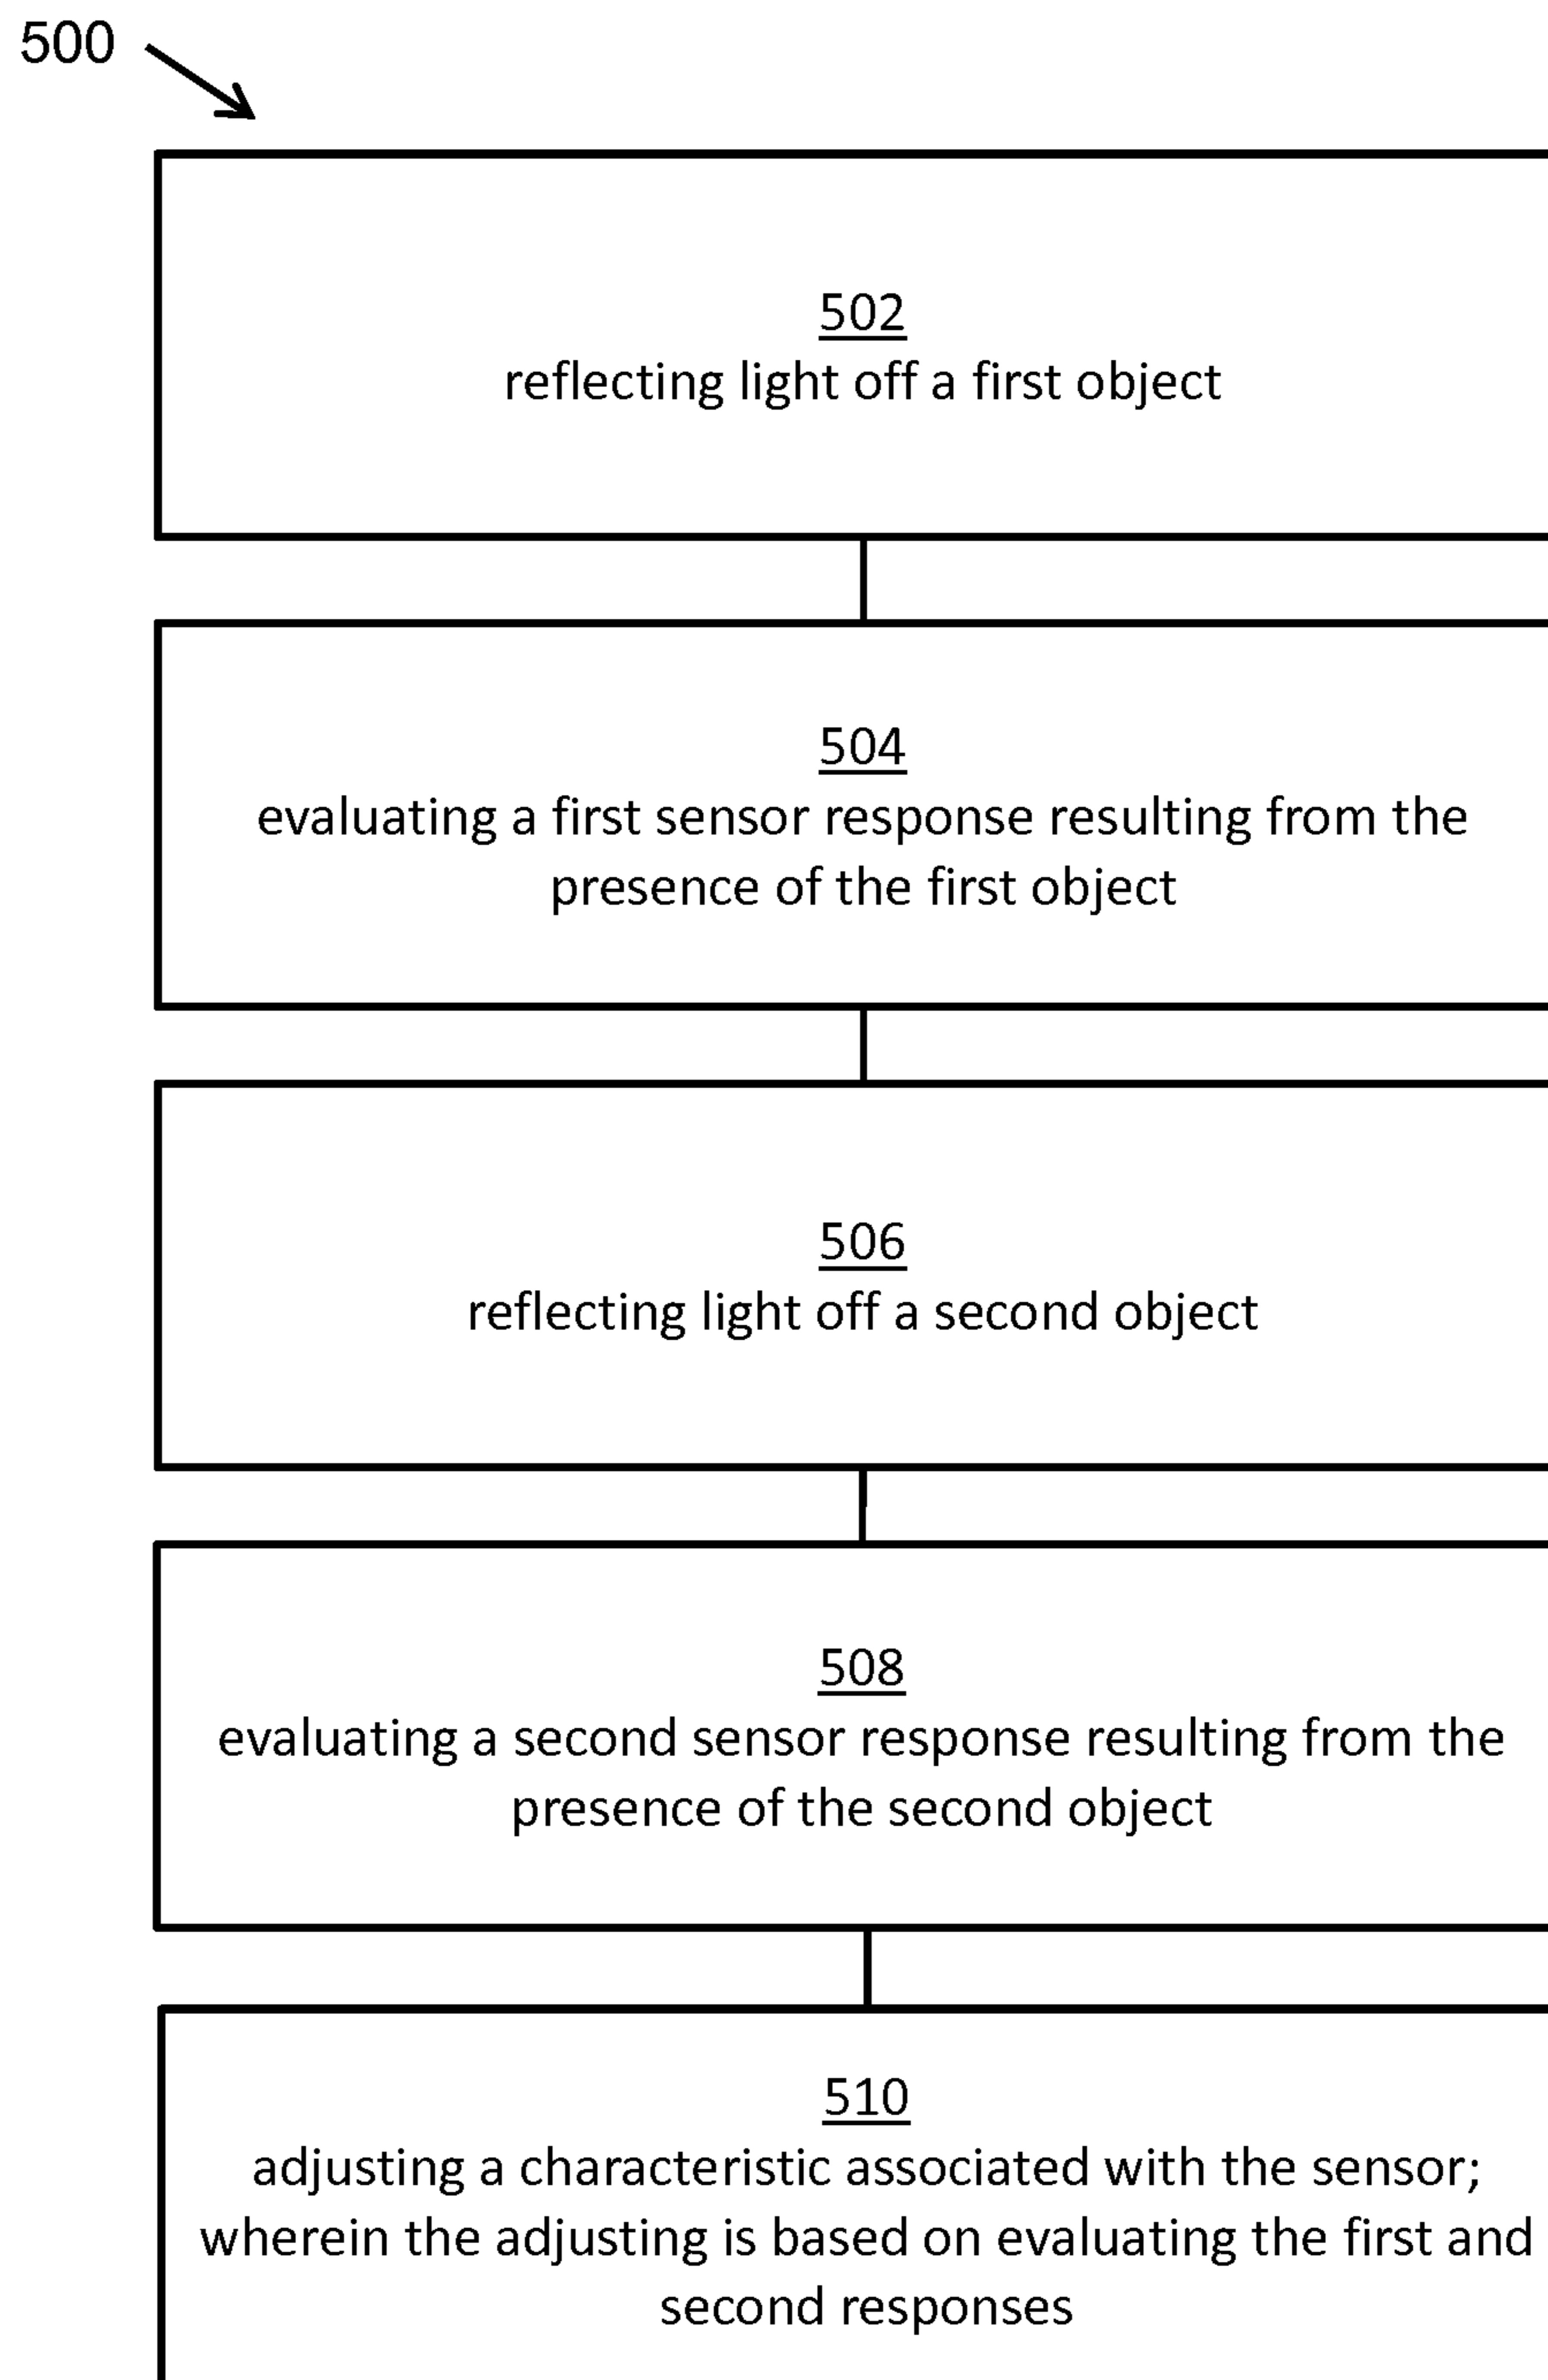 500
502
reflecting light off a first object
504
evaluating a first sensor response resulting from the
presence of the first object
506
reflecting light off a second object
508
evaluating a second sensor response resulting from the
presence of the second object
510
adjusting a characteristic associated with the sensor;
wherein the adjusting is based on evaluating the first and
second responses